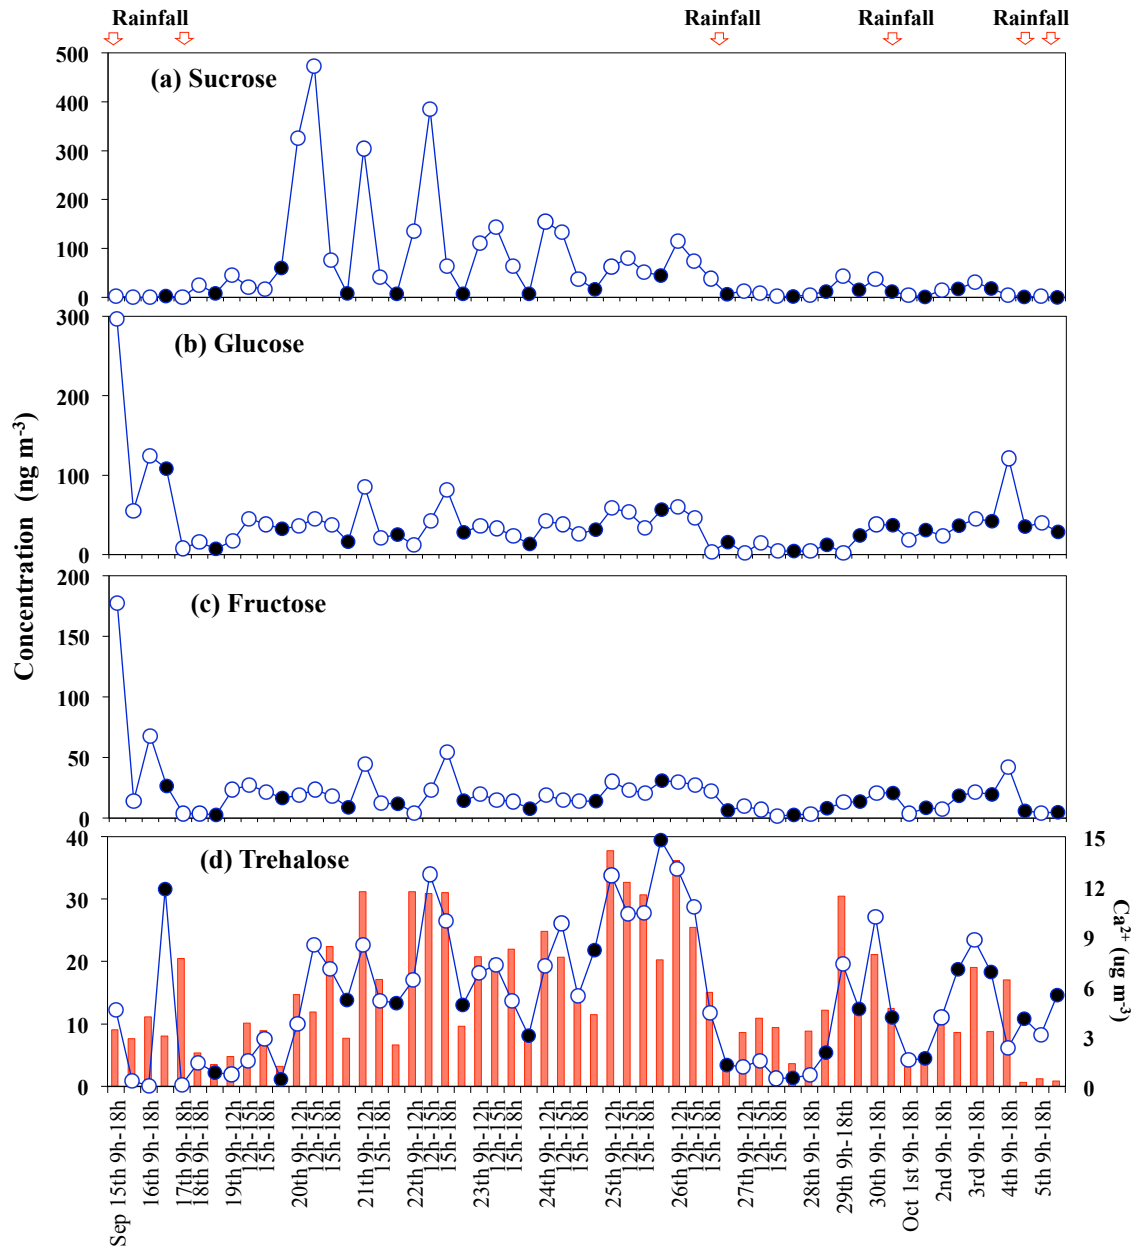 Rainfall Rainfall Rainfall Rainfall
(a) Sucrose
500
400
300
200
100
0
(b) Glucose
300
200
100
0
(c) Fructose
200
150
100
50
0
(d) Trehalose
40
30
20
10
0
15
12
9
6
3
0
Concentration (ng m-3)
Ca2+ (ug m-3)
Sep 15th 9h-18h
16th 9h-18h
17th 9h-18h
18th 9h-18h
19th 9h-12h
12h-15h
15h-18h
20th 9h-12h
12h-15h
15h-18h
21th 9h-12h
15h-18h
22th 9h-12h
12h-15h
15h-18h
23th 9h-12h
12h-15h
15h-18h
24th 9h-12h
12h-15h
15h-18h
25th 9h-12h
12h-15h
15h-18h
26th 9h-12h
12h-15h
15h-18h
27th 9h-12h
12h-15h
15h-18h
28th 9h-18h
29th 9h-18th
30th 9h-18h
Oct 1st 9h-18h
2nd 9h-18h
3rd 9h-18h
4th 9h-18h
5th 9h-18h